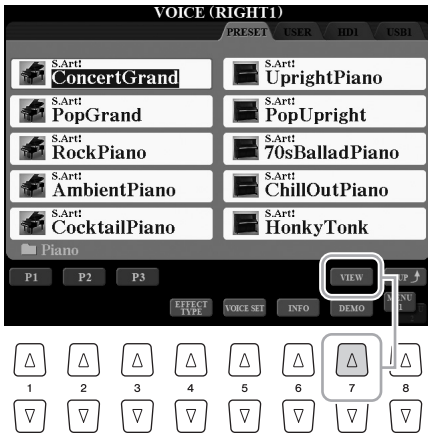 VOICE (RIGHT1)
PRESET USER HD1 USB1
S.Art!
ConcertGrand
S.Art!
UprightPiano
S.Art!
PopGrand
S.Art!
PopUpright
S.Art!
RockPiano
S.Art!
70sBalladPiano
S.Art!
AmbientPiano
S.Art!
ChillOutPiano
S.Art!
CocktailPiano
S.Art!
HonkyTonk
Piano
P1 P2 P3 VIEW
EFFECT TYPE VOICE SET INFO DEMO
1 2 3 4 5 6 7 8